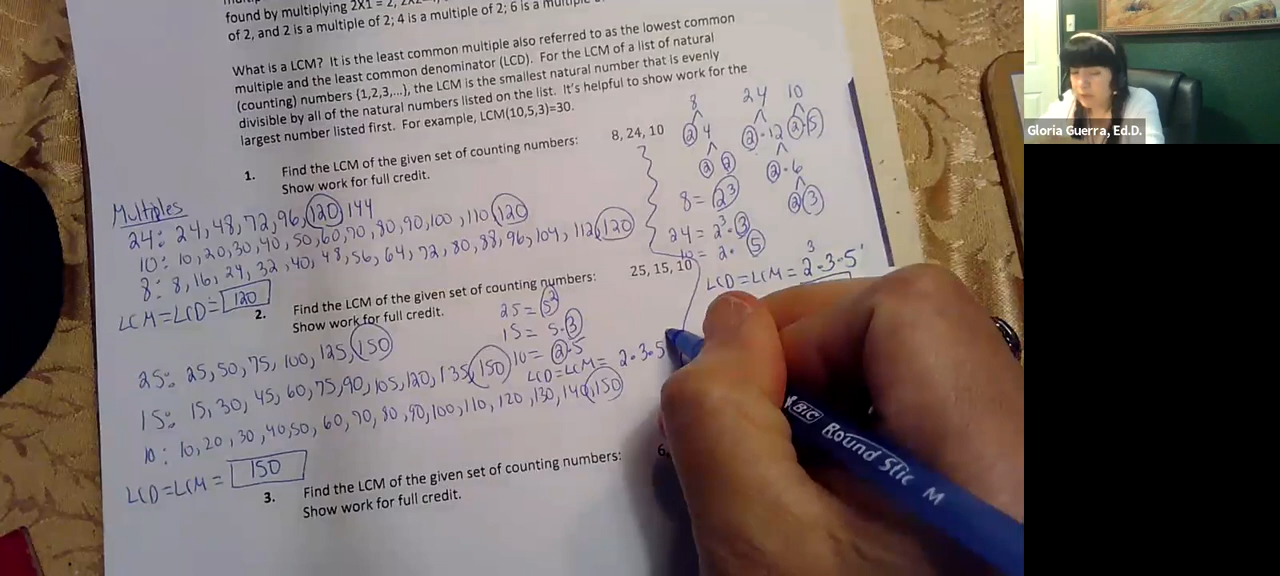 found by multiplying 2X1 = 2,
of 2, and 2 is a multiple of 2; 4 is a multiple of 2; 6 is a multiple
What is a LCM? It is the least common multiple also referred to as the lowest common
multiple and the least common denominator (LCD). For the LCM of a list of natural
(counting) numbers {1,2,3,...}, the LCM is the smallest natural number that is evenly
divisible by all of the natural numbers listed on the list. It's helpful to show work for the
largest number listed first. For example, LCM(10,5,3)=30.
1. Find the LCM of the given set of counting numbers: 8, 24, 10
Show work for full credit.
8 24 10
2 4 2·12 2·5
2 2 2·6
2 3
8 = 2³
24 = 2³·3
10 = 2·5
LCD=LCM = 2³·3·5¹
Multiples
24: 24, 48, 72, 96, 120, 144
10: 10, 20, 30, 40, 50, 60, 70, 80, 90, 100, 110, 120
8: 8, 16, 24, 32, 40, 48, 56, 64, 72, 80, 88, 96, 104, 112, 120
LCM=LCD= 120
2. Find the LCM of the given set of counting numbers: 25, 15, 10
Show work for full credit.
25 = 5²
15 = 5·3
10 = 2·5
LCD=LCM = 2·3·5
25: 25, 50, 75, 100, 125, 150
15: 15, 30, 45, 60, 75, 90, 105, 120, 135, 150
10: 10, 20, 30, 40, 50, 60, 70, 80, 90, 100, 110, 120, 130, 140, 150
LCD=LCM = 150
3. Find the LCM of the given set of counting numbers: 6,
Show work for full credit.
BIC Round Stic M
Gloria Guerra, Ed.D.